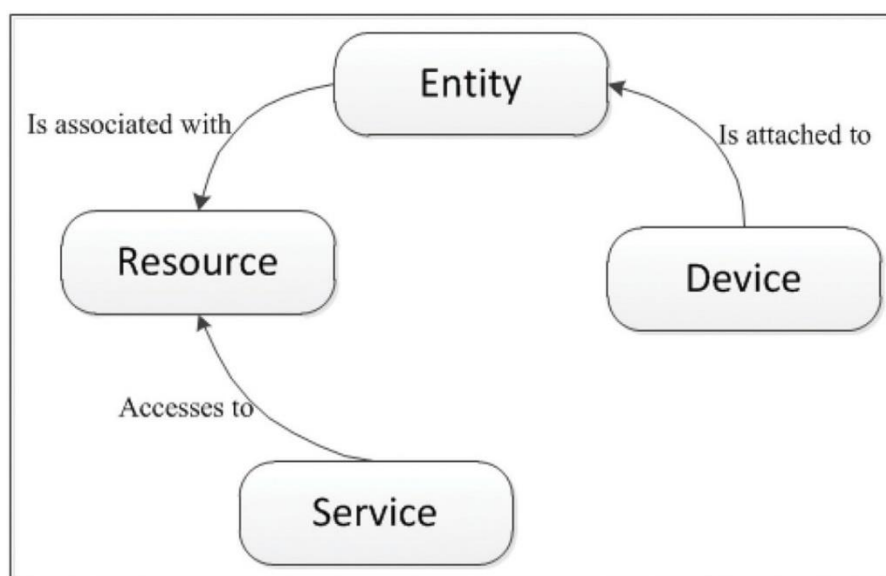 Entity
Is associated with
Is attached to
Resource
Device
Accesses to
Service